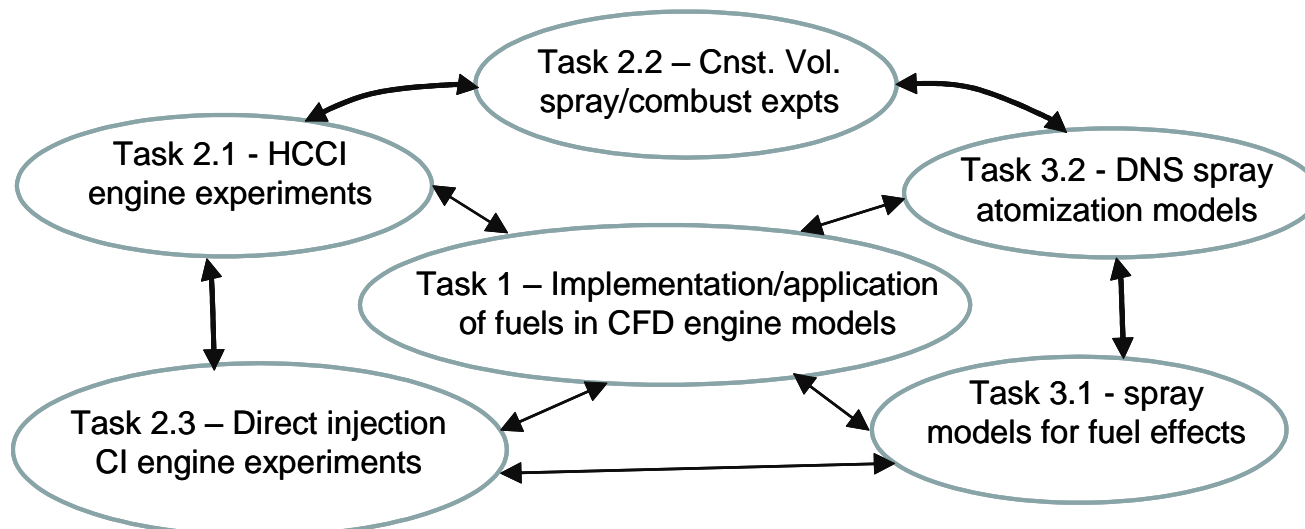 Task 2.2 – Cnst. Vol.
spray/combust expts
Task 2.1 - HCCI
engine experiments
Task 3.2 - DNS spray
atomization models
Task 1 – Implementation/application
of fuels in CFD engine models
Task 2.3 – Direct injection
CI engine experiments
Task 3.1 - spray
models for fuel effects